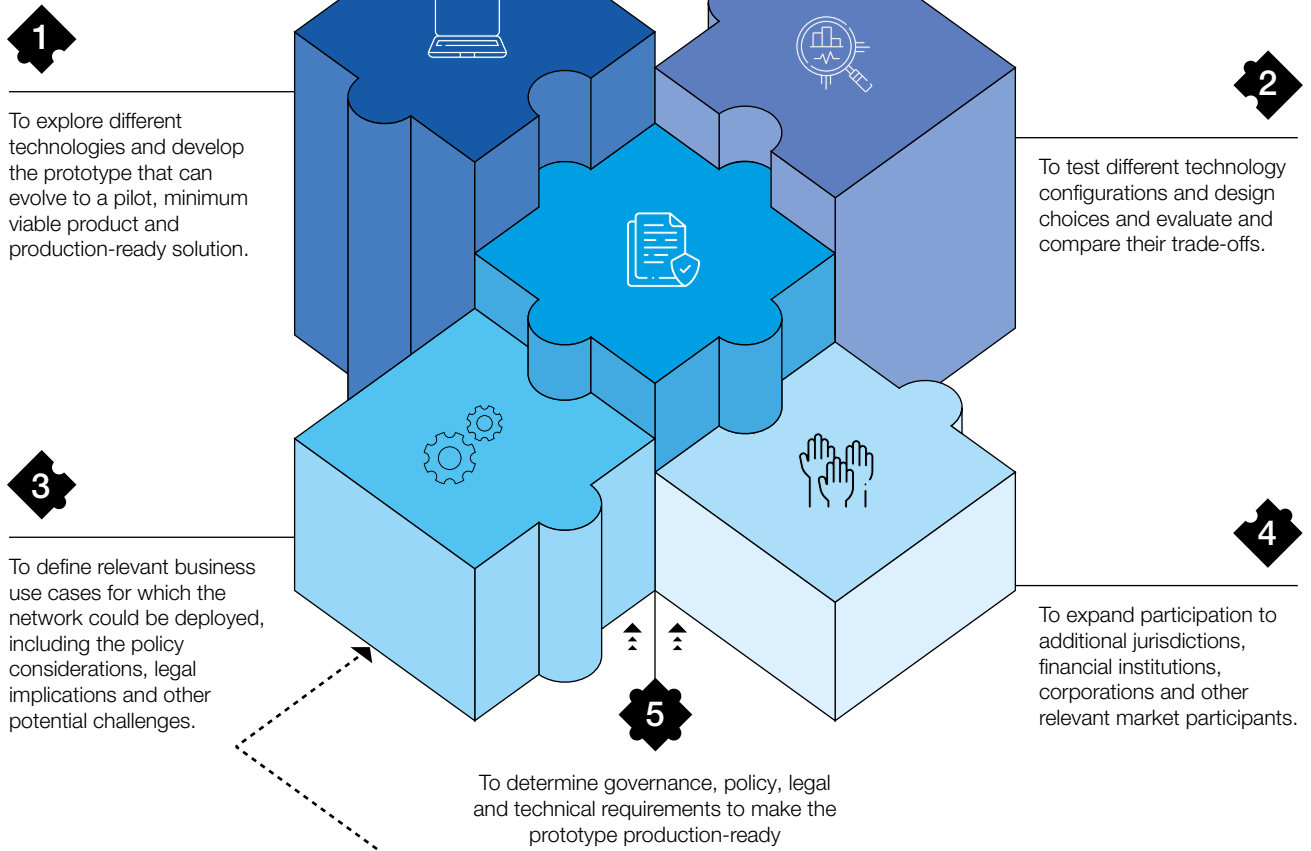 1
To explore different
technologies and develop
the prototype that can
evolve to a pilot, minimum
viable product and
production-ready solution.
2
To test different technology
configurations and design
choices and evaluate and
compare their trade-offs.
3
To define relevant business
use cases for which the
network could be deployed,
including the policy
considerations, legal
implications and other
potential challenges.
4
To expand participation to
additional jurisdictions,
financial institutions,
corporations and other
relevant market participants.
5
To determine governance, policy, legal
and technical requirements to make the
prototype production-ready